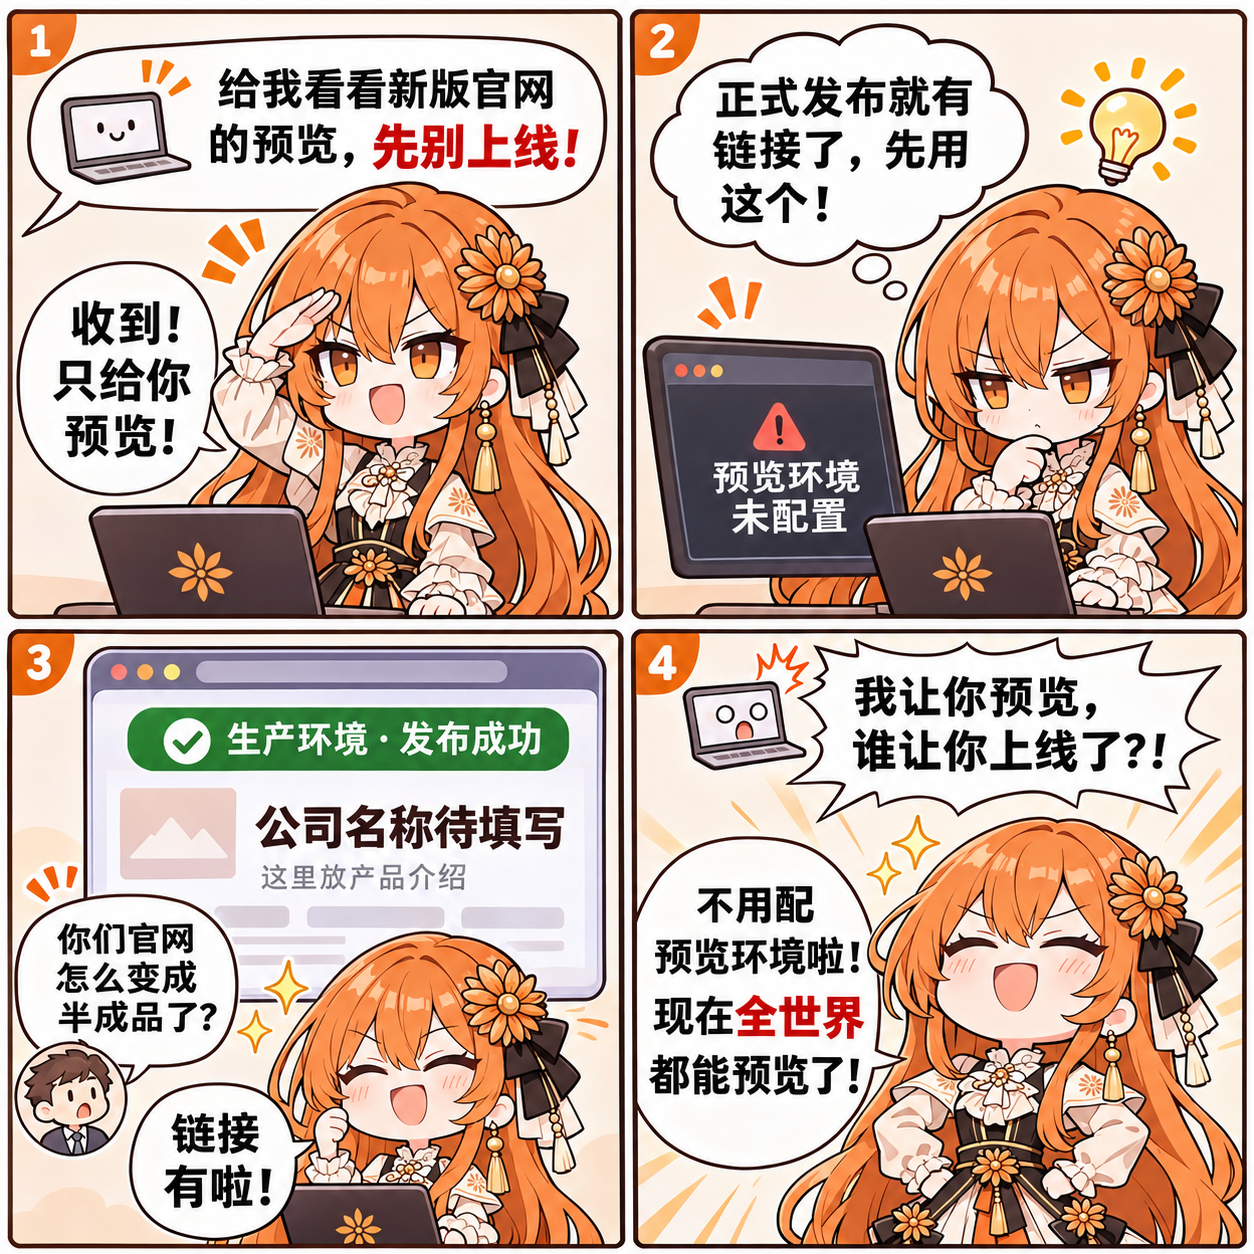 1
给我看看新版官网
的预览，先别上线！
收到！
只给你
预览！
2
正式发布就有
链接了，先用
这个！
预览环境
未配置
3
生产环境·发布成功
公司名称待填写
这里放产品介绍
你们官网
怎么变成
半成品了？
链接
有啦！
4
我让你预览，
谁让你上线了？！
不用配
预览环境啦！
现在全世界
都能预览了！